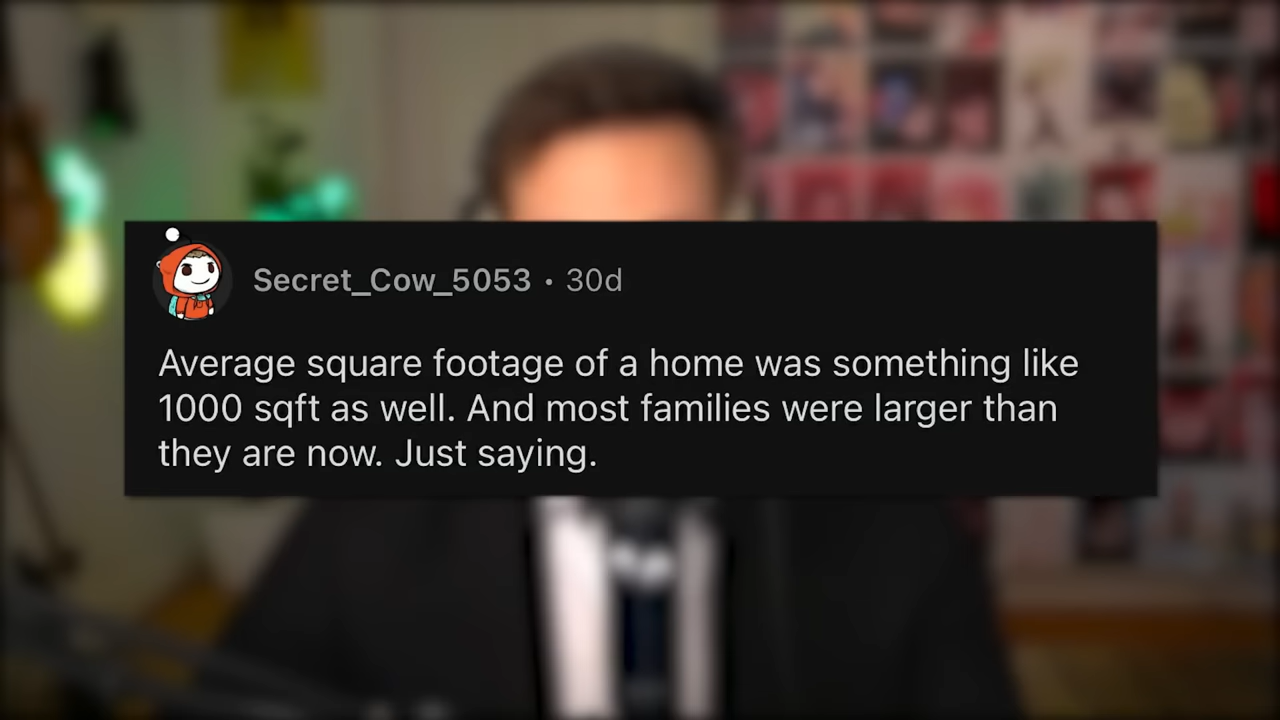 Secret_Cow_5053 • 30d
Average square footage of a home was something like
1000 sqft as well. And most families were larger than
they are now. Just saying.